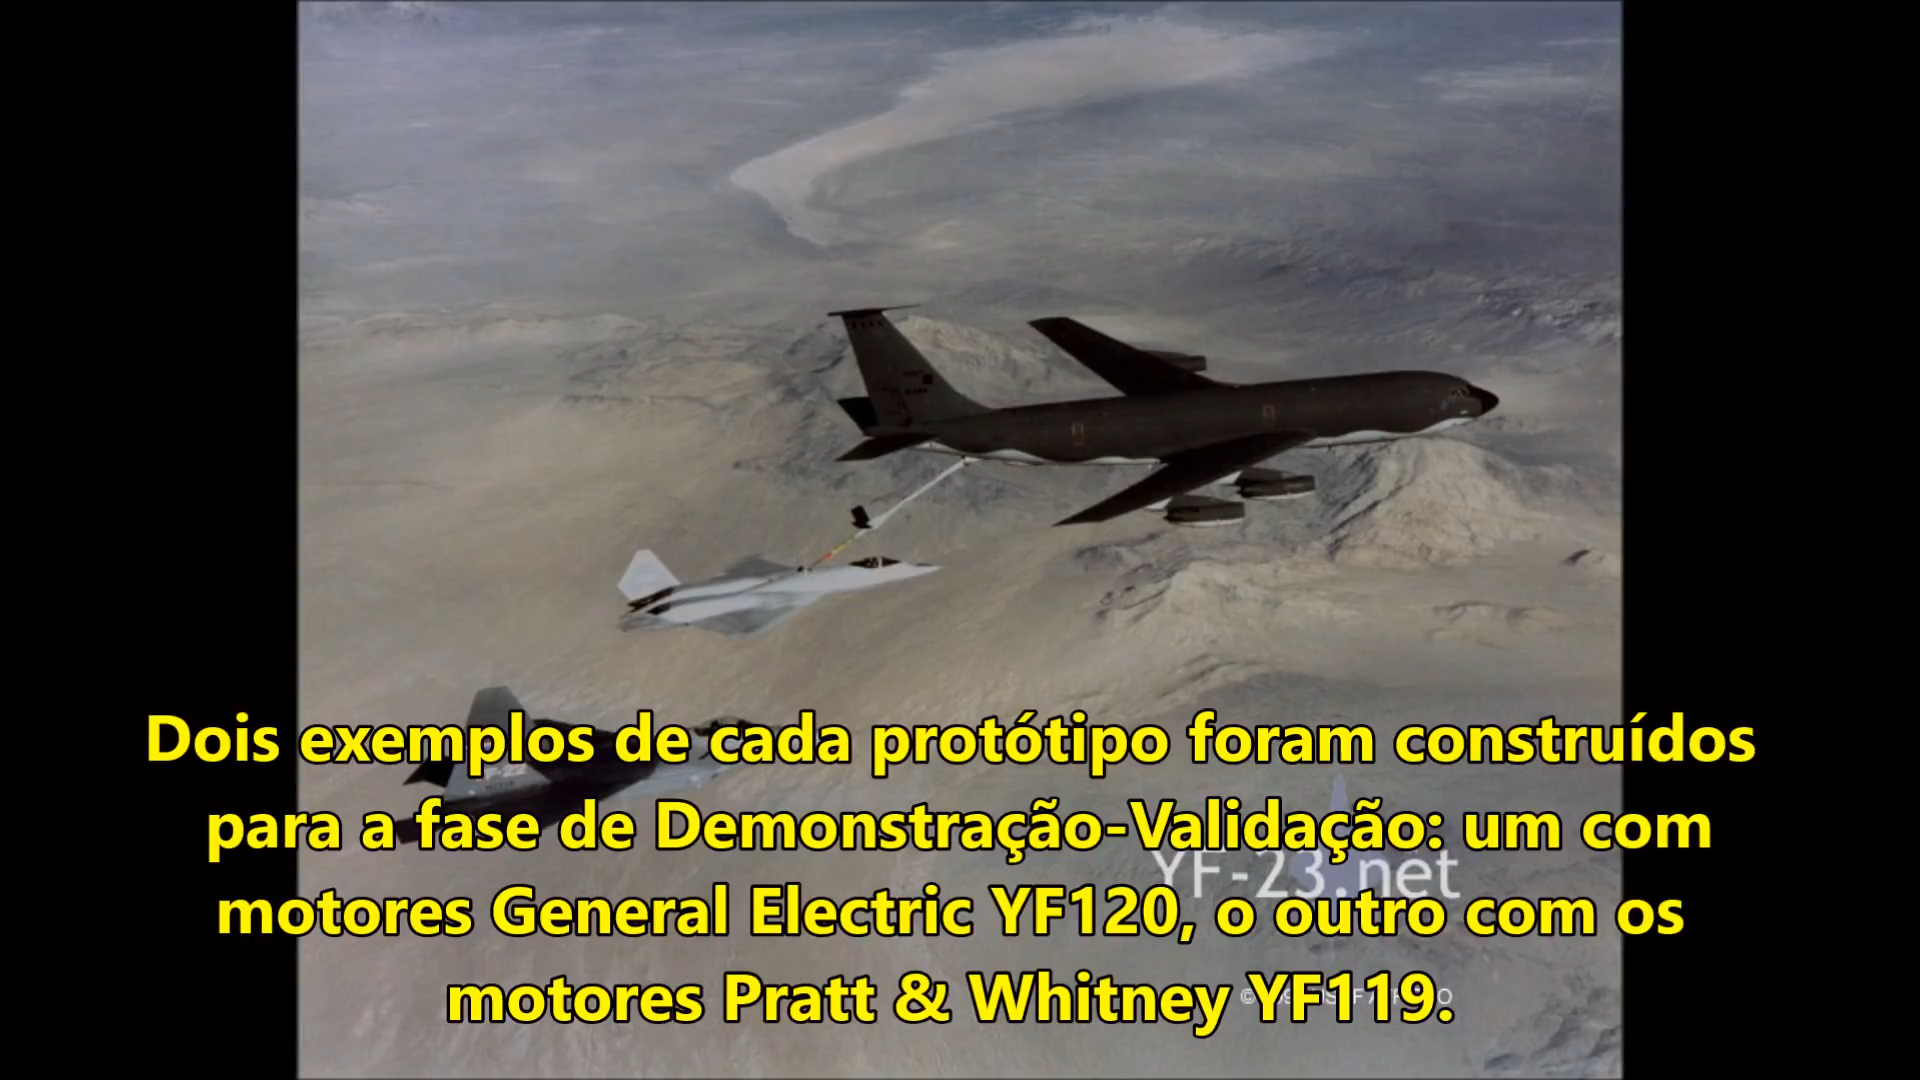 Dois exemplos de cada protótipo foram construídos
para a fase de Demonstração-Validação: um com
YF-23.net
motores General Electric YF120, o outro com os
motores Pratt & Whitney YF119.